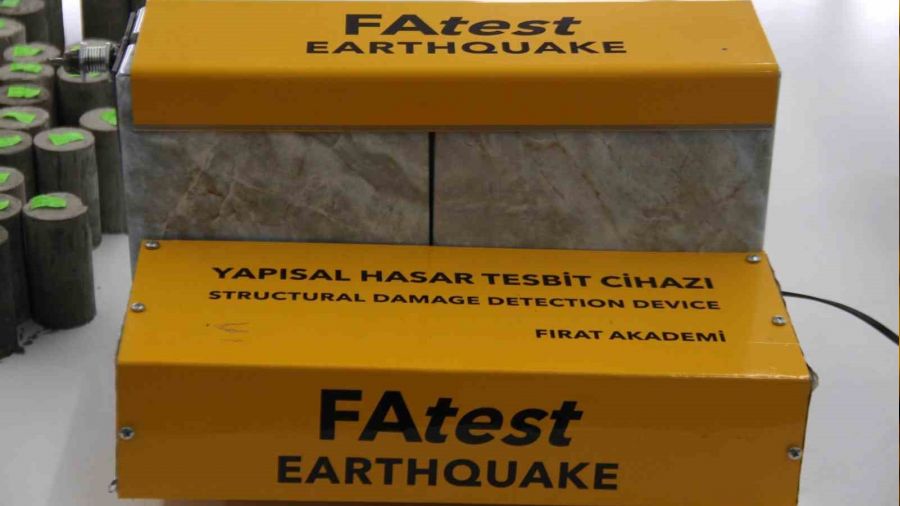 FAtest
EARTHQUAKE
YAPISAL HASAR TESBİT CİHAZI
STRUCTURAL DAMAGE DETECTION DEVICE
FIRAT AKADEMİ
FAtest
EARTHQUAKE